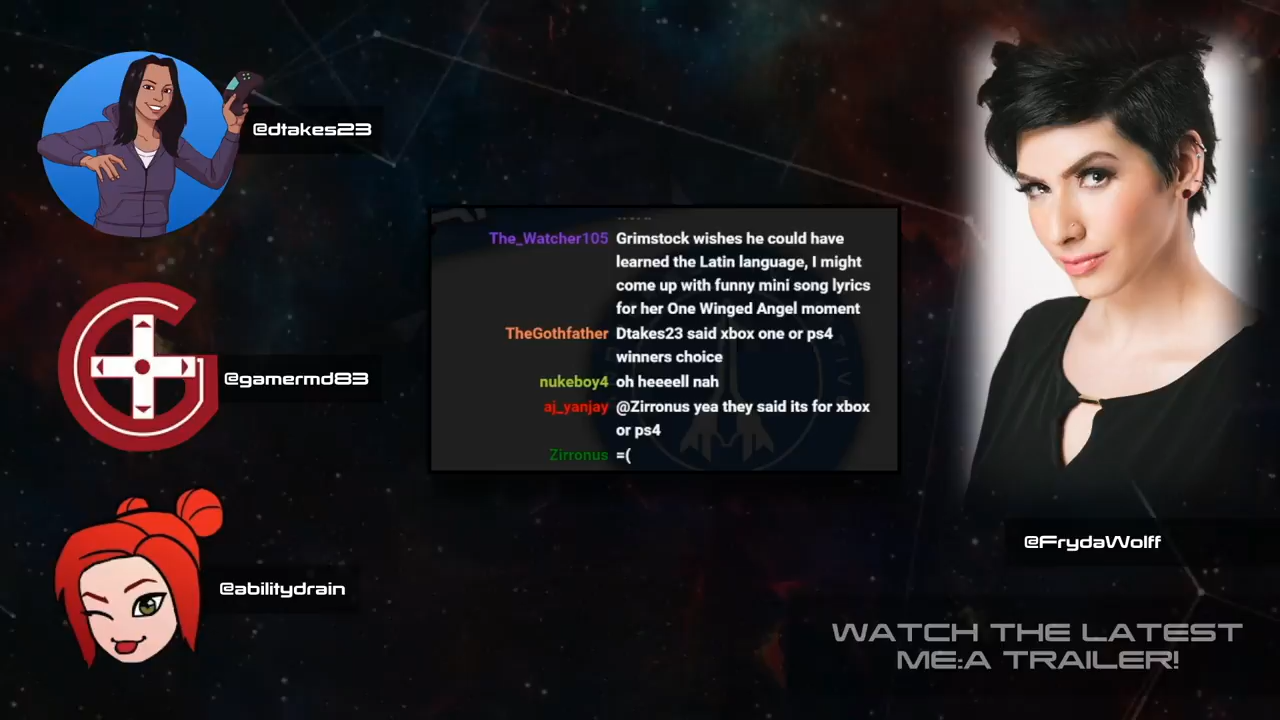 @dtakes23
@gamermd83
@abilitydrain
The_Watcher105 Grimstock wishes he could have
learned the Latin language, I might
come up with funny mini song lyrics
for her One Winged Angel moment
TheGothfather Dtakes23 said xbox one or ps4
winners choice
nukeboy4 oh heeeell nah
aj_yanjay @Zirronus yea they said its for xbox
or ps4
Zirronus =(
@FrydaWolff
WATCH THE LATEST
ME:A TRAILER!